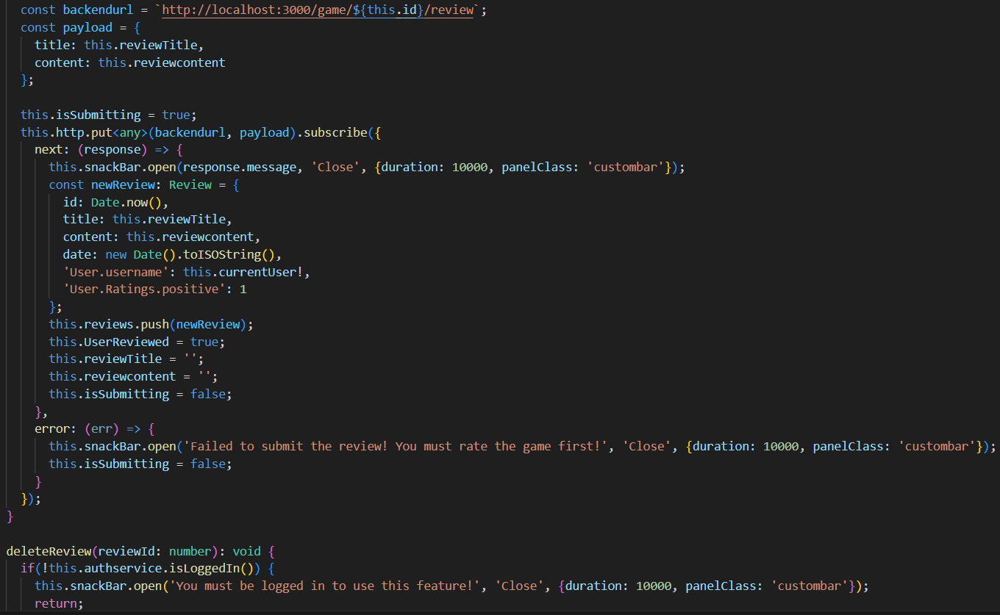 const backendurl = `http://localhost:3000/game/${this.id}/review`;
const payload = {
title: this.reviewTitle,
content: this.reviewcontent
};
this.isSubmitting = true;
this.http.put<any>(backendurl, payload).subscribe({
next: (response) => {
this.snackBar.open(response.message, 'Close', {duration: 10000, panelClass: 'custombar'});
const newReview: Review = {
id: Date.now(),
title: this.reviewTitle,
content: this.reviewcontent,
date: new Date().toISOString(),
'User.username': this.currentUser!,
'User.Ratings.positive': 1
};
this.reviews.push(newReview);
this.UserReviewed = true;
this.reviewTitle = '';
this.reviewcontent = '';
this.isSubmitting = false;
},
error: (err) => {
this.snackBar.open('Failed to submit the review! You must rate the game first!', 'Close', {duration: 10000, panelClass: 'custombar'});
this.isSubmitting = false;
}
});
}
deleteReview(reviewId: number): void {
if(!this.authservice.isLoggedIn()) {
this.snackBar.open('You must be logged in to use this feature!', 'Close', {duration: 10000, panelClass: 'custombar'});
return;